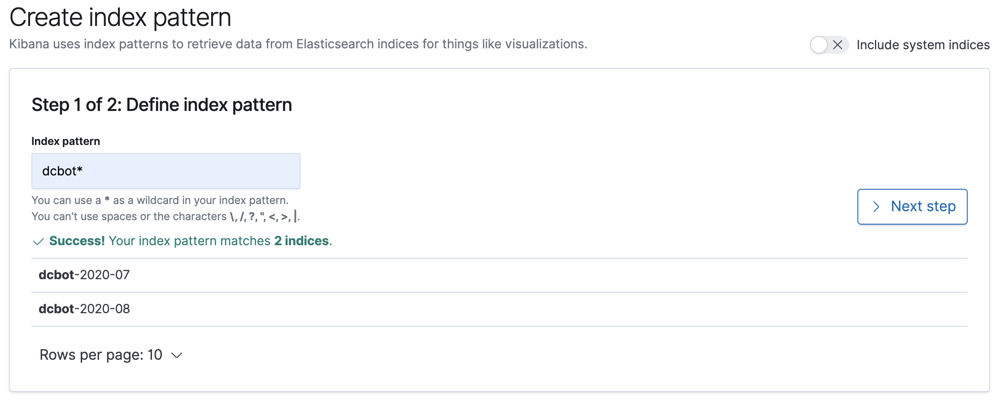 Create index pattern
Kibana uses index patterns to retrieve data from Elasticsearch indices for things like visualizations.
Include system indices
Step 1 of 2: Define index pattern
Index pattern
dcbot*
You can use a * as a wildcard in your index pattern.
You can't use spaces or the characters \, /, ?, ", <, >, |.
Next step
Success! Your index pattern matches 2 indices.
dcbot-2020-07
dcbot-2020-08
Rows per page: 10